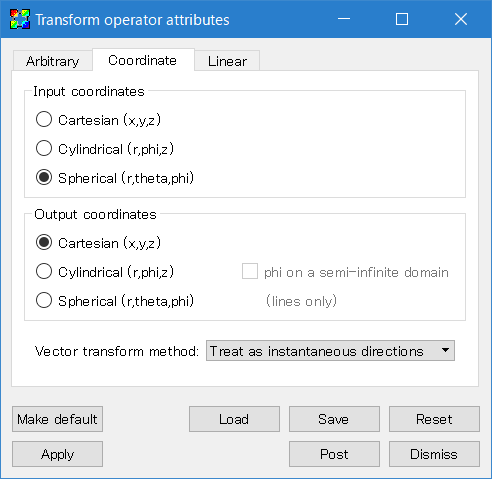 Transform operator attributes
Arbitrary Coordinate Linear
Input coordinates
Cartesian (x,y,z)
Cylindrical (r,phi,z)
Spherical (r,theta,phi)
Output coordinates
Cartesian (x,y,z)
Cylindrical (r,phi,z) phi on a semi-infinite domain
Spherical (r,theta,phi) (lines only)
Vector transform method: Treat as instantaneous directions
Make default Load Save Reset
Apply Post Dismiss